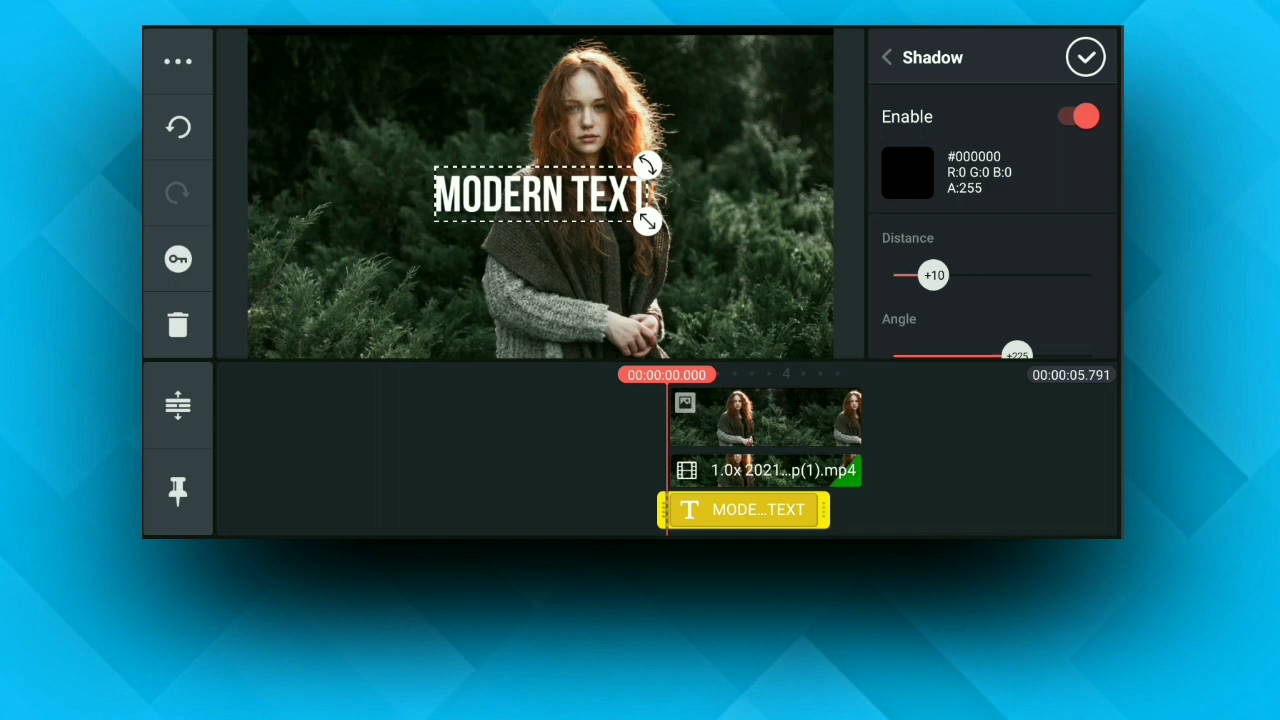 Shadow
Enable
#000000
R:0 G:0 B:0
A:255
MODERN TEXT
Distance
+10
Angle
+225
00:00:00.000
4
00:00:05.791
1.0x 2021...p(1).mp4
T MODE...TEXT